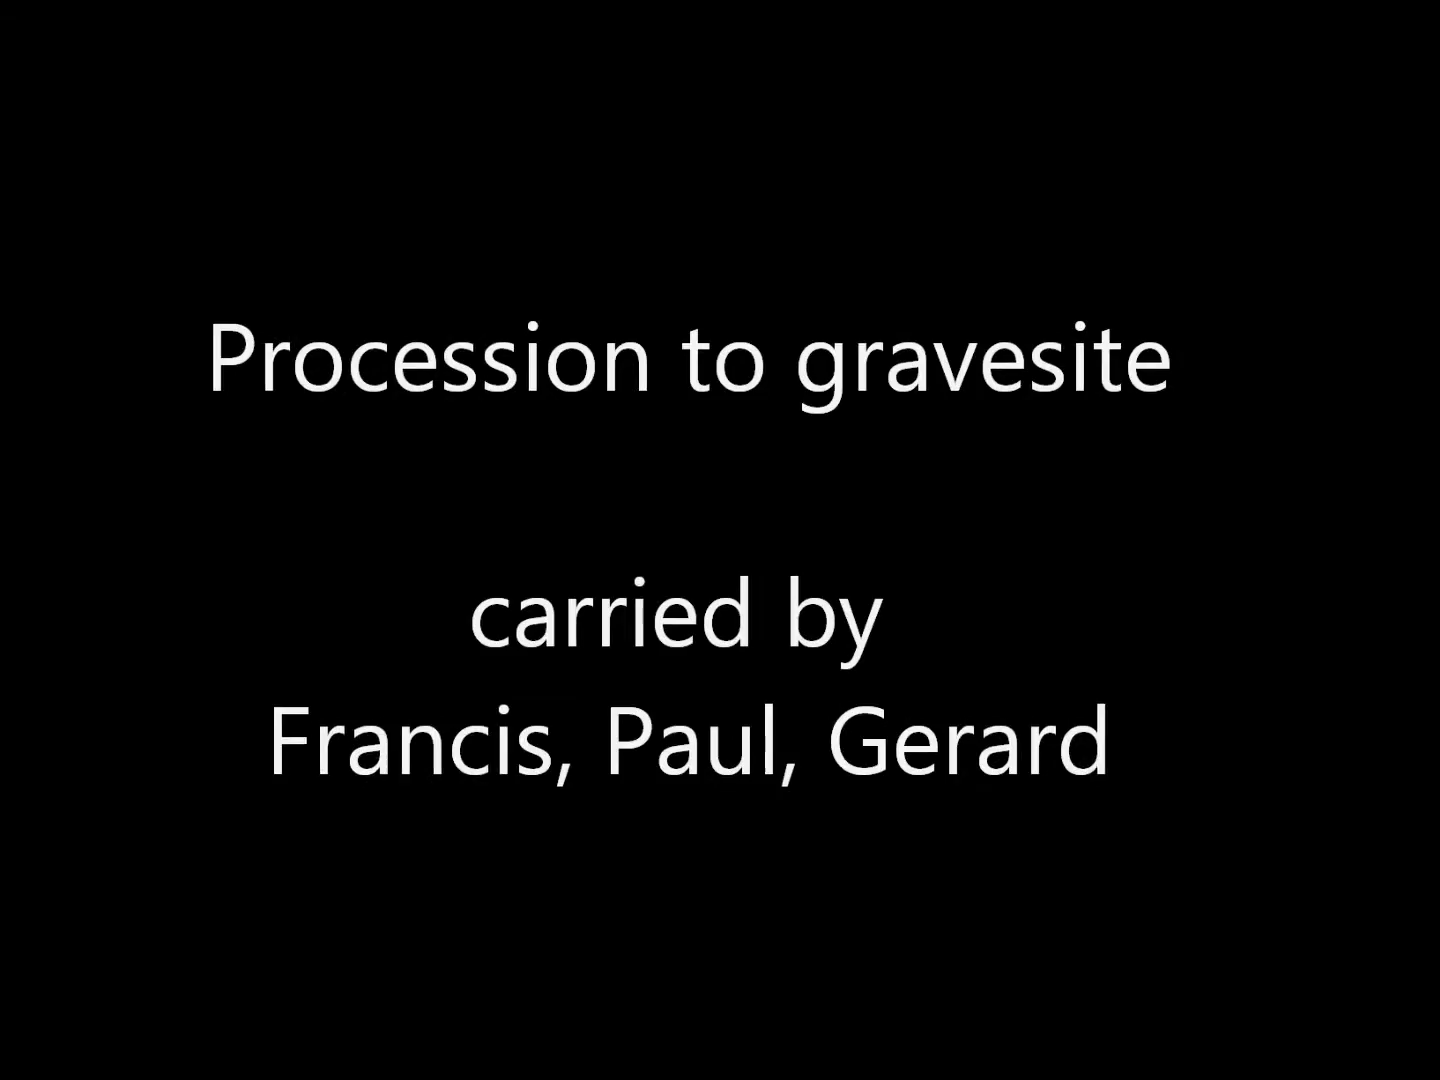 Procession to gravesite
carried by
Francis, Paul, Gerard